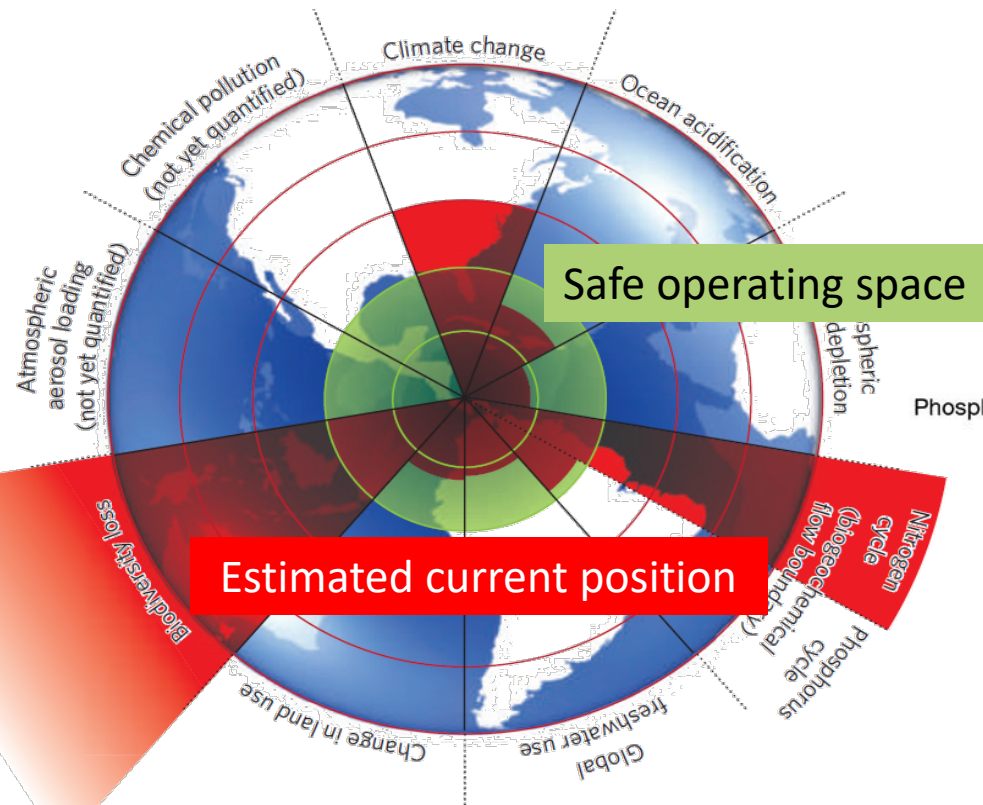 Climate change
Ocean acidification
Chemical pollution
(not yet quantified)
Safe operating space
Atmospheric
aerosol loading
(not yet quantified)
spheric
depletion
Phospl
Nitrogen
cycle
(biogeochemical
flow boundary)
Phosphorus
cycle
Biodiversity loss
Estimated current position
Change in land use
Global
freshwater use